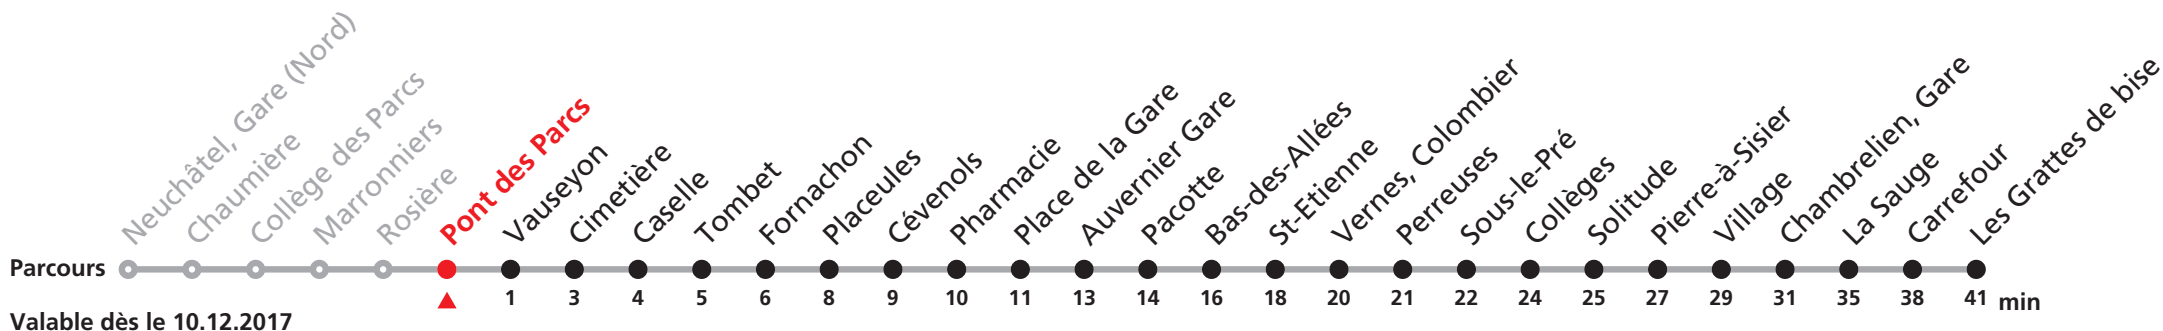 Neuchâtel, Gare (Nord)
Chaumière
Collège des Parcs
Marronniers
Rosière
Pont des Parcs
Vauseyon
Cimetière
Caselle
Tombet
Fornachon
Placeules
Cévenols
Pharmacie
Place de la Gare
Auvernier Gare
Pacotte
Bas-des-Allées
St-Etienne
Vernes, Colombier
Perreuses
Sous-le-Pré
Collèges
Solitude
Pierre-à-Sisier
Village
Chambrelien, Gare
La Sauge
Carrefour
Les Grattes de bise
Parcours
1 3 4 5 6 8 9 10 11 13 14 16 18 20 21 22 24 25 27 29 31 35 38 41 min
Valable dès le 10.12.2017